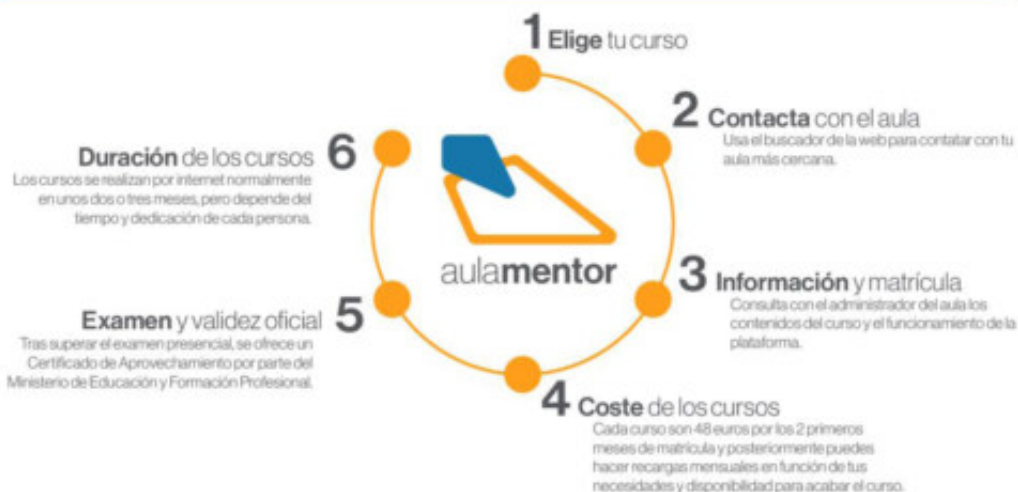 1 Elige tu curso
2 Contacta con el aula
Usa el buscador de la web para contatar con tu
aula más cercana.
3 Información y matrícula
Consulta con el administrador del aula los
contenidos del curso y el funcionamiento de la
plataforma.
4 Coste de los cursos
Cada curso son 48 euros por los 2 primeros
meses de matrícula y posteriormente puedes
hacer recargas mensuales en función de tus
necesidades y disponibilidad para acabar el curso.
Examen y validez oficial 5
Tras superar el examen presencial, se ofrece un
Certificado de Aprovechamiento por parte del
Ministerio de Educación y Formación Profesional.
Duración de los cursos 6
Los cursos se realizan por internet normalmente
en unos dos o tres meses, pero depende del
tiempo y dedicación de cada persona.
aulamentor